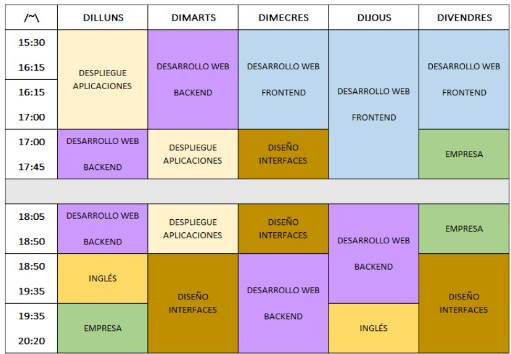 /~\ DILLUNS DIMARTS DIMECRES DIJOUS DIVENDRES
15:30
16:15
16:15
17:00
DESPLIEGUE
APLICACIONES
DESARROLLO WEB
BACKEND
DESARROLLO WEB
FRONTEND
DESARROLLO WEB
FRONTEND
DESARROLLO WEB
FRONTEND
17:00
17:45
DESARROLLO WEB
BACKEND
DESPLIEGUE
APLICACIONES
DISEÑO
INTERFACES
EMPRESA
18:05
18:50
DESARROLLO WEB
BACKEND
DESPLIEGUE
APLICACIONES
DISEÑO
INTERFACES
DESARROLLO WEB
BACKEND
EMPRESA
18:50
19:35
INGLÉS
DISEÑO
INTERFACES
DESARROLLO WEB
BACKEND
DISEÑO
INTERFACES
19:35
20:20
EMPRESA
INGLÉS